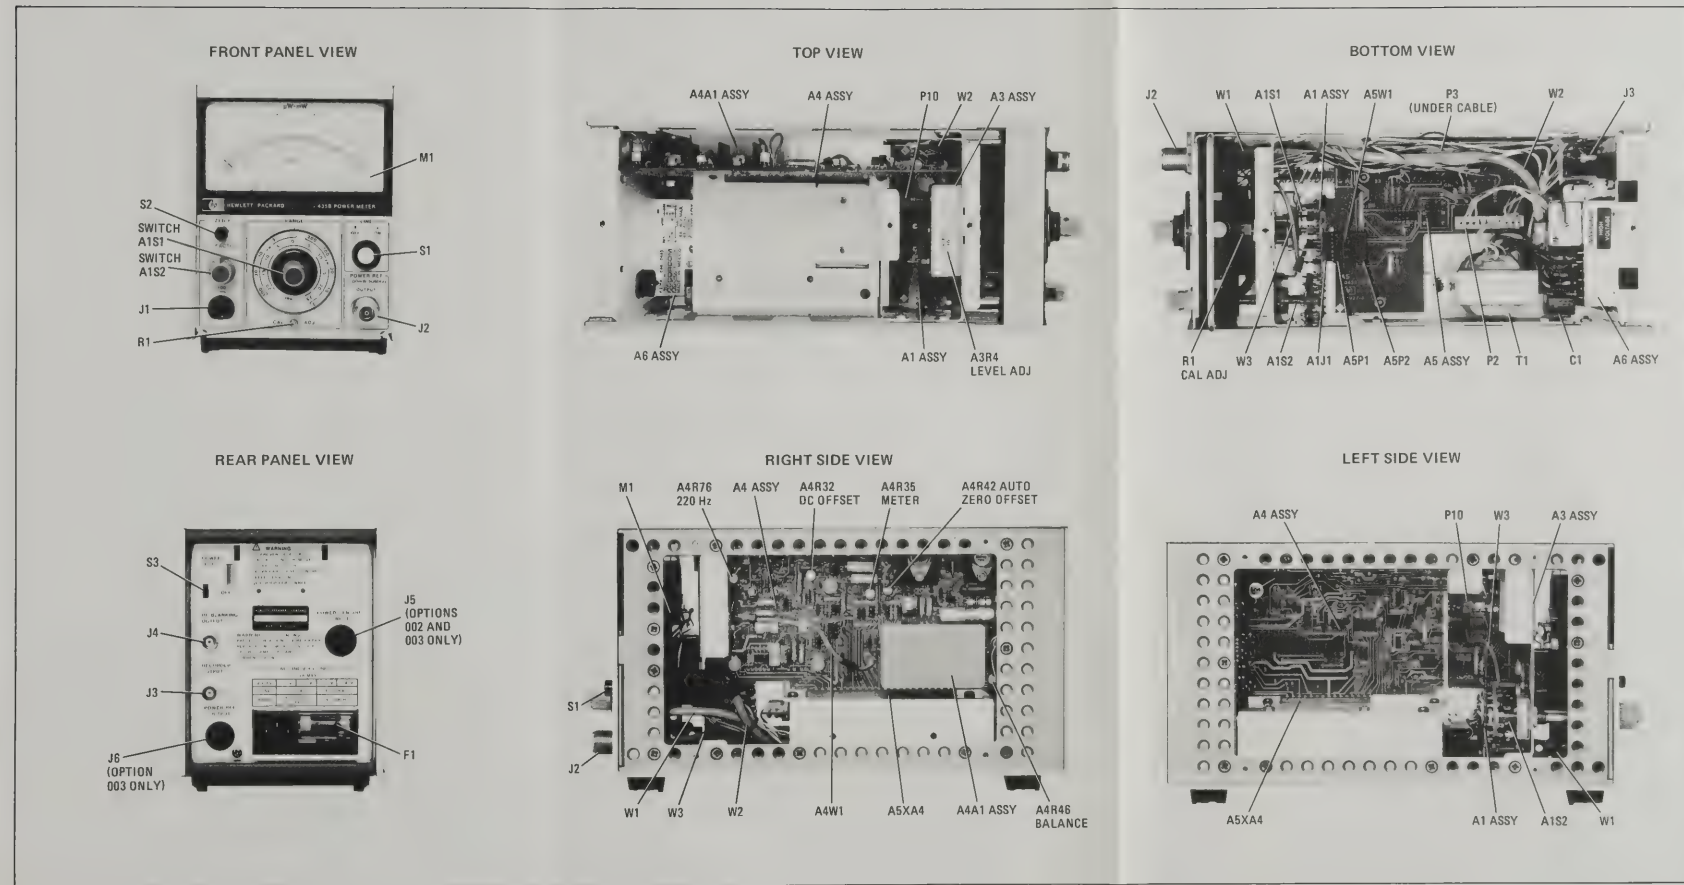 FRONT PANEL VIEW
M1
HEWLETT PACKARD
POWER METER
S2
SWITCH
A1S1
SWITCH
A1S2
J1
R1
S1
POWER REF
OUTPUT
J2
CAL ADJ
TOP VIEW
A4A1 ASSY
A4 ASSY
P10
W2
A3 ASSY
A6 ASSY
A1 ASSY
A3R4
LEVEL ADJ
BOTTOM VIEW
J2
W1
A1S1
A1 ASSY
A5W1
P3
(UNDER CABLE)
W2
J3
R1
CAL ADJ
W3
A1S2
A1J1
A5P1
A5P2
A5 ASSY
P2
T1
C1
A6 ASSY
REAR PANEL VIEW
WARNING
S3
OFF
J4
J3
J6
(OPTION
003 ONLY)
J5
(OPTIONS
002 AND
003 ONLY)
F1
RIGHT SIDE VIEW
M1
A4R76
220 Hz
A4 ASSY
A4R32
DC OFFSET
A4R35
METER
A4R42 AUTO
ZERO OFFSET
S1
J2
W1
W3
W2
A4W1
A5XA4
A4A1 ASSY
A4R46
BALANCE
LEFT SIDE VIEW
A4 ASSY
P10
W3
A3 ASSY
A5XA4
A1 ASSY
A1S2
W1